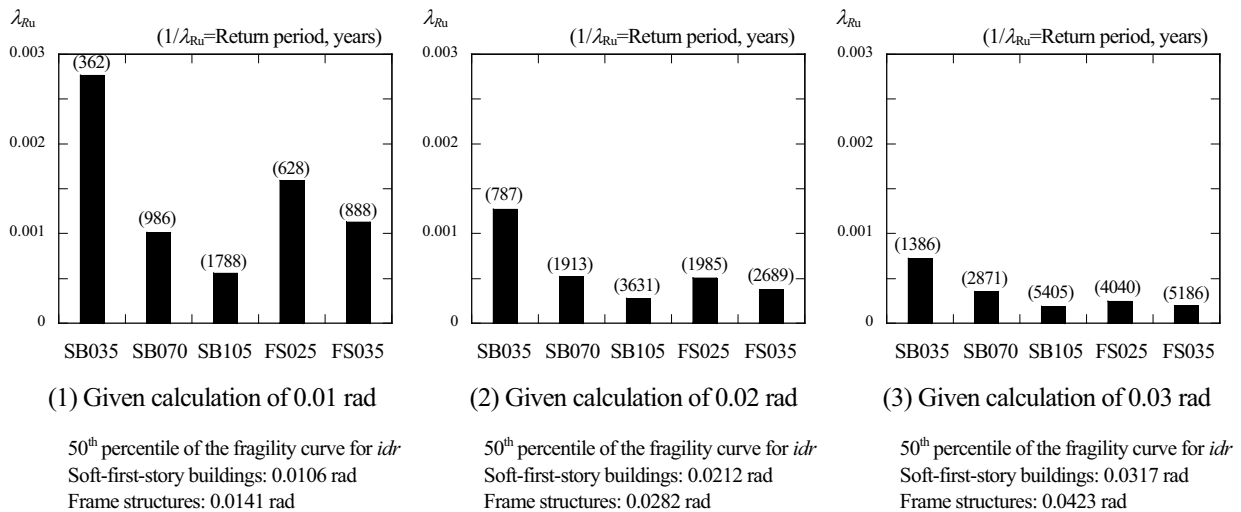 λRu
(1/λRu=Return period, years)
0.003
(362)
0.002
(628)
(986)
(888)
0.001
(1788)
0
SB035 SB070 SB105 FS025 FS035
(1) Given calculation of 0.01 rad
50th percentile of the fragility curve for idr
Soft-first-story buildings: 0.0106 rad
Frame structures: 0.0141 rad
λRu
(1/λRu=Return period, years)
0.003
0.002
(787)
0.001
(1913)
(1985)
(2689)
(3631)
0
SB035 SB070 SB105 FS025 FS035
(2) Given calculation of 0.02 rad
50th percentile of the fragility curve for idr
Soft-first-story buildings: 0.0212 rad
Frame structures: 0.0282 rad
λRu
(1/λRu=Return period, years)
0.003
0.002
0.001
(1386)
(2871)
(4040)
(5405)
(5186)
0
SB035 SB070 SB105 FS025 FS035
(3) Given calculation of 0.03 rad
50th percentile of the fragility curve for idr
Soft-first-story buildings: 0.0317 rad
Frame structures: 0.0423 rad